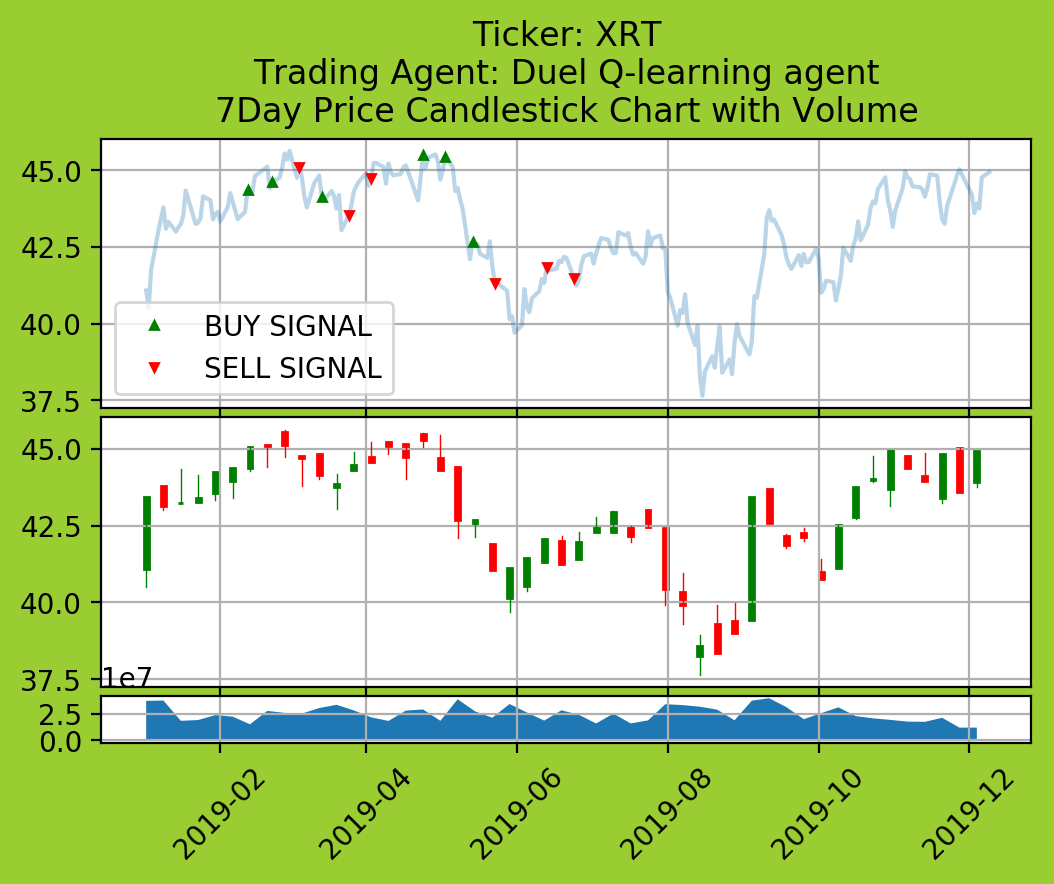 Ticker: XRT
Trading Agent: Duel Q-learning agent
7Day Price Candlestick Chart with Volume
45.0
42.5
40.0
37.5
BUY SIGNAL
SELL SIGNAL
45.0
42.5
40.0
37.5
1e7
2.5
0.0
2019-02
2019-04
2019-06
2019-08
2019-10
2019-12